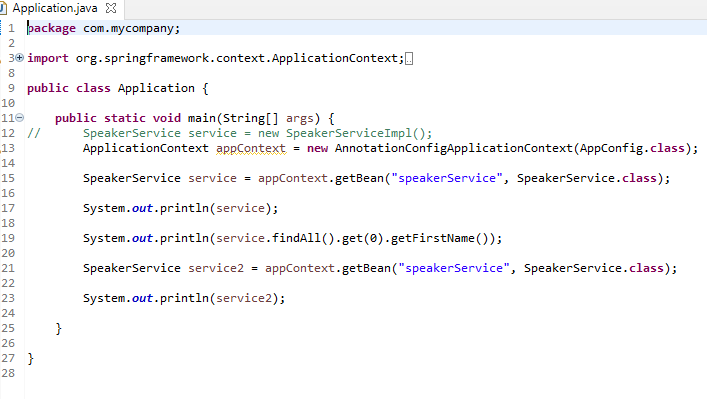 Application.java
1 package com.mycompany;
2
3 import org.springframework.context.ApplicationContext;
8
9 public class Application {
10
11 public static void main(String[] args) {
12 // SpeakerService service = new SpeakerServiceImpl();
13 ApplicationContext appContext = new AnnotationConfigApplicationContext(AppConfig.class);
14
15 SpeakerService service = appContext.getBean("speakerService", SpeakerService.class);
16
17 System.out.println(service);
18
19 System.out.println(service.findAll().get(0).getFirstName());
20
21 SpeakerService service2 = appContext.getBean("speakerService", SpeakerService.class);
22
23 System.out.println(service2);
24
25 }
26
27 }
28